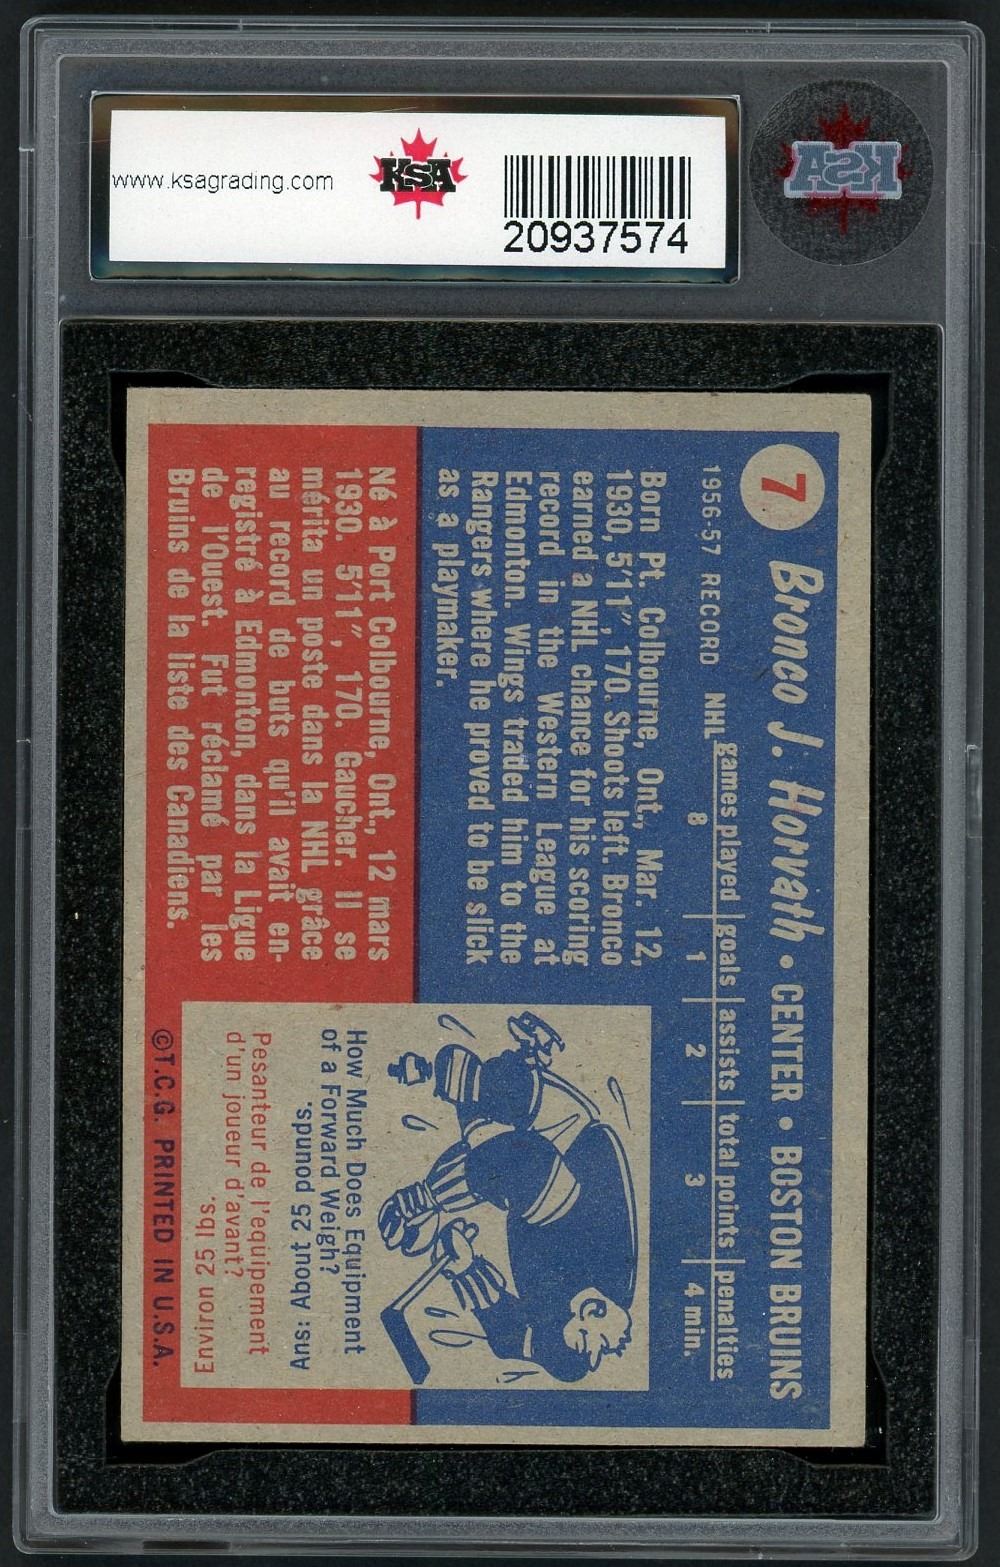 www.ksagrading.com
KSA
20937574
KSA
7
Bronco J. Horvath • CENTER • BOSTON BRUINS
1956-57 RECORD NHL
games played goals assists total points penalties
8 1 2 3 4 min.
Born Pt. Colbourne, Ont., Mar. 12,
1930, 5'11", 170. Shoots left. Bronco
earned a NHL chance for his scoring
record in the Western League at
Edmonton. Wings traded him to the
Rangers where he proved to be slick
as a playmaker.
Né à Port Colbourne, Ont., 12 mars
1930. 5'11", 170. Gaucher. Il se
mérita un poste dans la NHL grâce
au record de buts qu'il avait en-
registré à Edmonton, dans la Ligue
de l'Ouest. Fut réclamé par les
Bruins de la liste des Canadiens.
How Much Does Equipment
of a Forward Weigh?
Ans: About 25 pounds.
Pesanteur de l'equipement
d'un joueur d'avant?
Environ 25 lbs.
©T.C.G. PRINTED IN U.S.A.